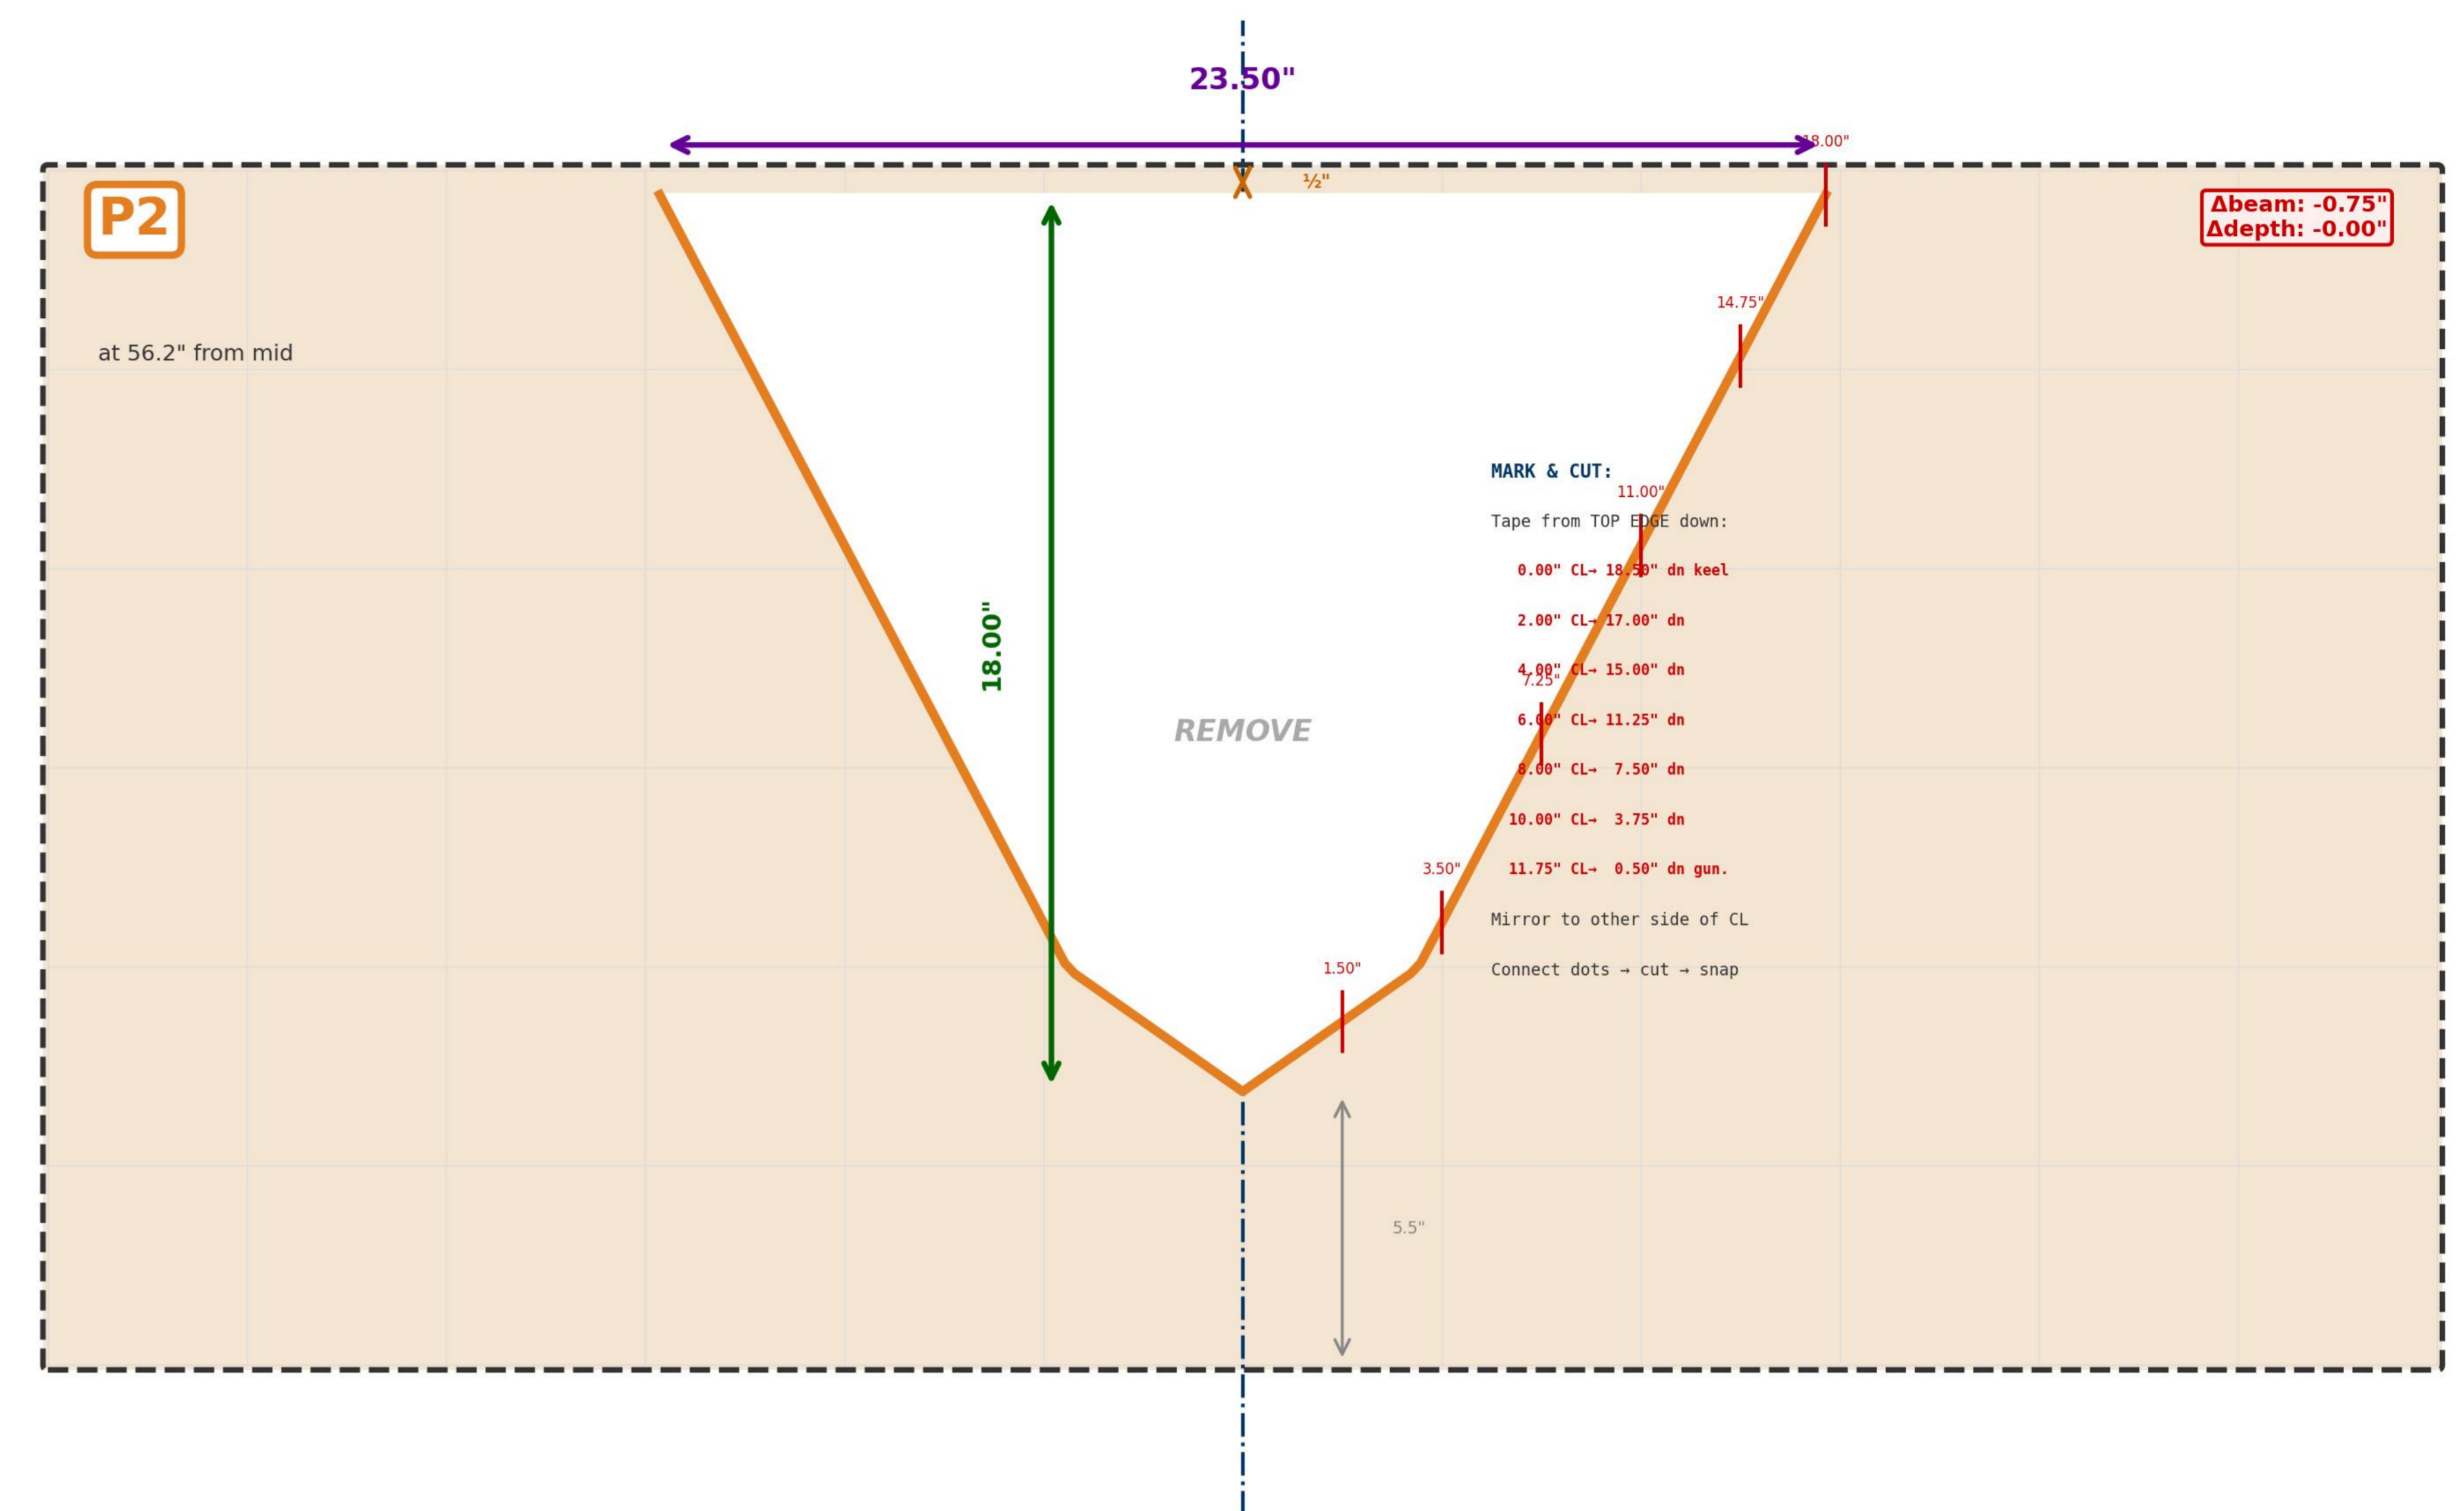 23.50"
18.00"
½"
P2
Δbeam: -0.75"
Δdepth: -0.00"
14.75"
at 56.2" from mid
MARK & CUT:
11.00"
Tape from TOP EDGE down:
0.00" CL→ 18.50" dn keel
2.00" CL→ 17.00" dn
18.00"
4.00" CL→ 15.00" dn
7.25"
6.00" CL→ 11.25" dn
REMOVE
8.00" CL→ 7.50" dn
10.00" CL→ 3.75" dn
3.50"
11.75" CL→ 0.50" dn gun.
Mirror to other side of CL
1.50"
Connect dots → cut → snap
5.5"